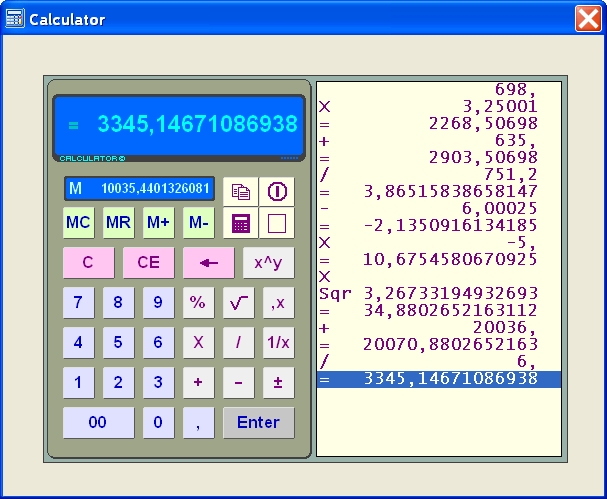 Calculator
= 3345,14671086938
CALCULATOR ©
M 10035,4401326081
MC MR M+ M-
C CE x^y
7 8 9 % √ ,x
4 5 6 X / 1/x
1 2 3 + - ±
00 0 , Enter
698,
X 3,25001
= 2268,50698
+ 635,
= 2903,50698
/ 751,2
= 3,86515838658147
- 6,00025
= -2,1350916134185
X -5,
= 10,6754580670925
X
Sqr 3,26733194932693
= 34,8802652163112
+ 20036,
= 20070,8802652163
/ 6,
= 3345,14671086938